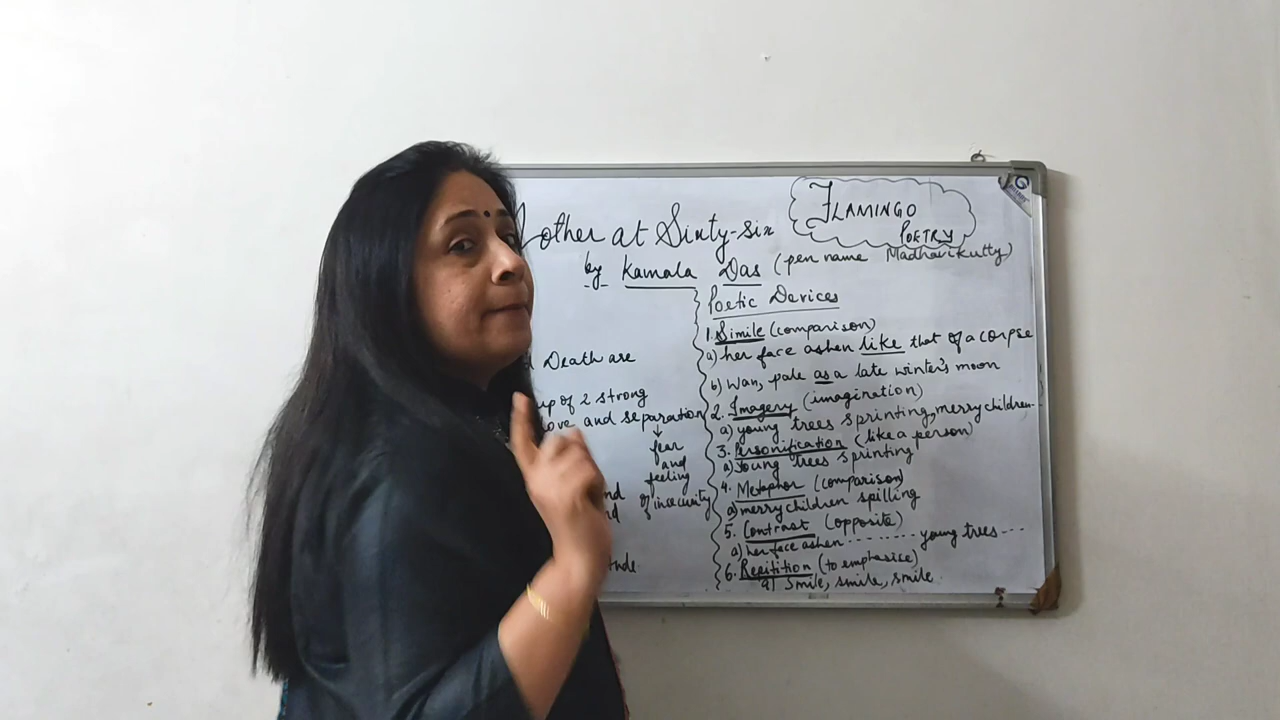 FLAMINGO
POETRY
other at Sixty-six
by Kamala Das (pen name Madhavikutty)
Death are
up of 2 strong
love and separation
fear
and
feeling
of insecurity
nd
nd
tude
Poetic Devices
1. Simile (comparison)
a) her face ashen like that of a corpse
b) Wan, pale as a late winter's moon
2. Imagery (imagination)
a) young trees sprinting, merry children
3. Personification (like a person)
a) Young trees sprinting
4. Metaphor (comparison)
a) merry children spilling
5. Contrast (opposite)
a) her face ashen -------- young trees ---
6. Repitition (to emphasise)
a) Smile, smile, smile